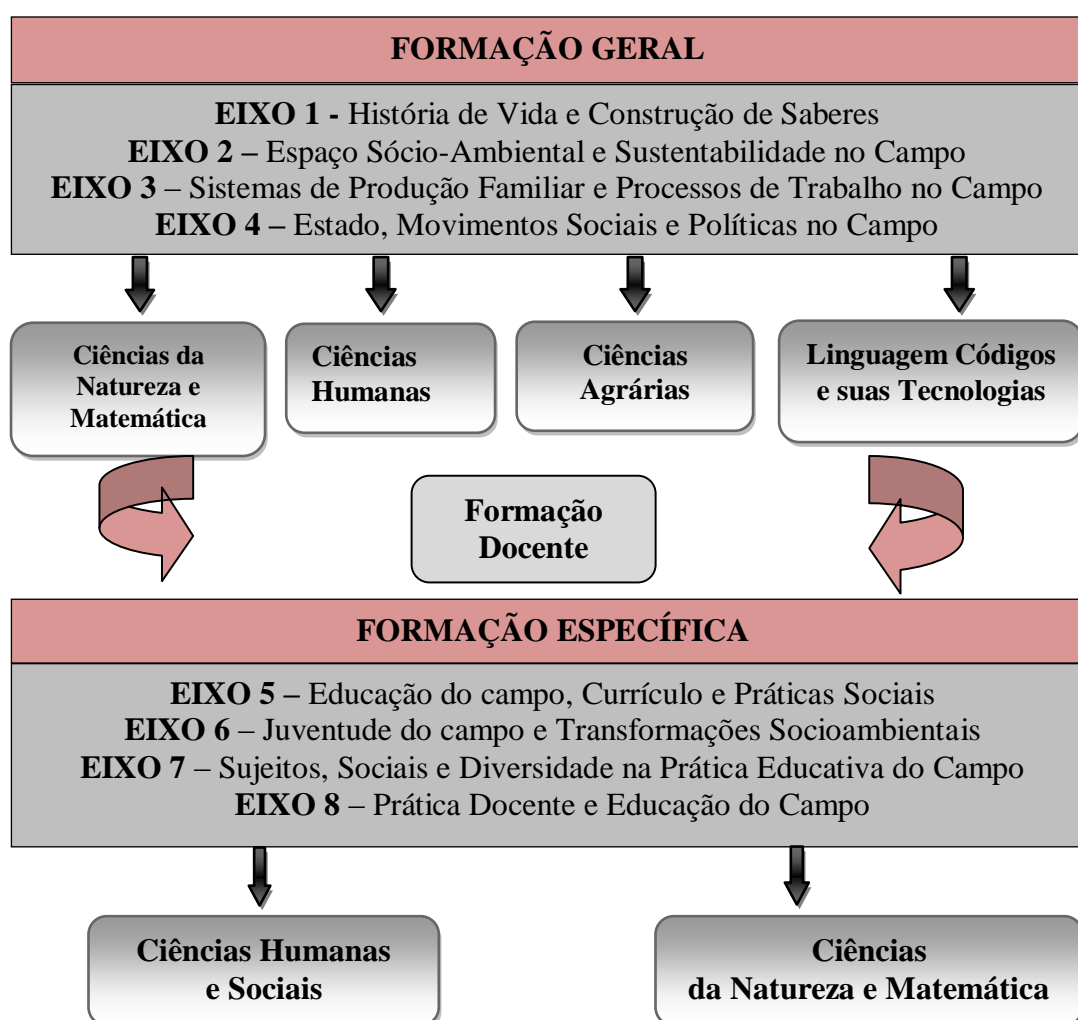 FORMAÇÃO GERAL
EIXO 1 - História de Vida e Construção de Saberes
EIXO 2 – Espaço Sócio-Ambiental e Sustentabilidade no Campo
EIXO 3 – Sistemas de Produção Familiar e Processos de Trabalho no Campo
EIXO 4 – Estado, Movimentos Sociais e Políticas no Campo
Ciências da
Natureza e
Matemática
Ciências
Humanas
Ciências
Agrárias
Linguagem Códigos
e suas Tecnologias
Formação
Docente
FORMAÇÃO ESPECÍFICA
EIXO 5 – Educação do campo, Currículo e Práticas Sociais
EIXO 6 – Juventude do campo e Transformações Socioambientais
EIXO 7 – Sujeitos, Sociais e Diversidade na Prática Educativa do Campo
EIXO 8 – Prática Docente e Educação do Campo
Ciências Humanas
e Sociais
Ciências
da Natureza e Matemática